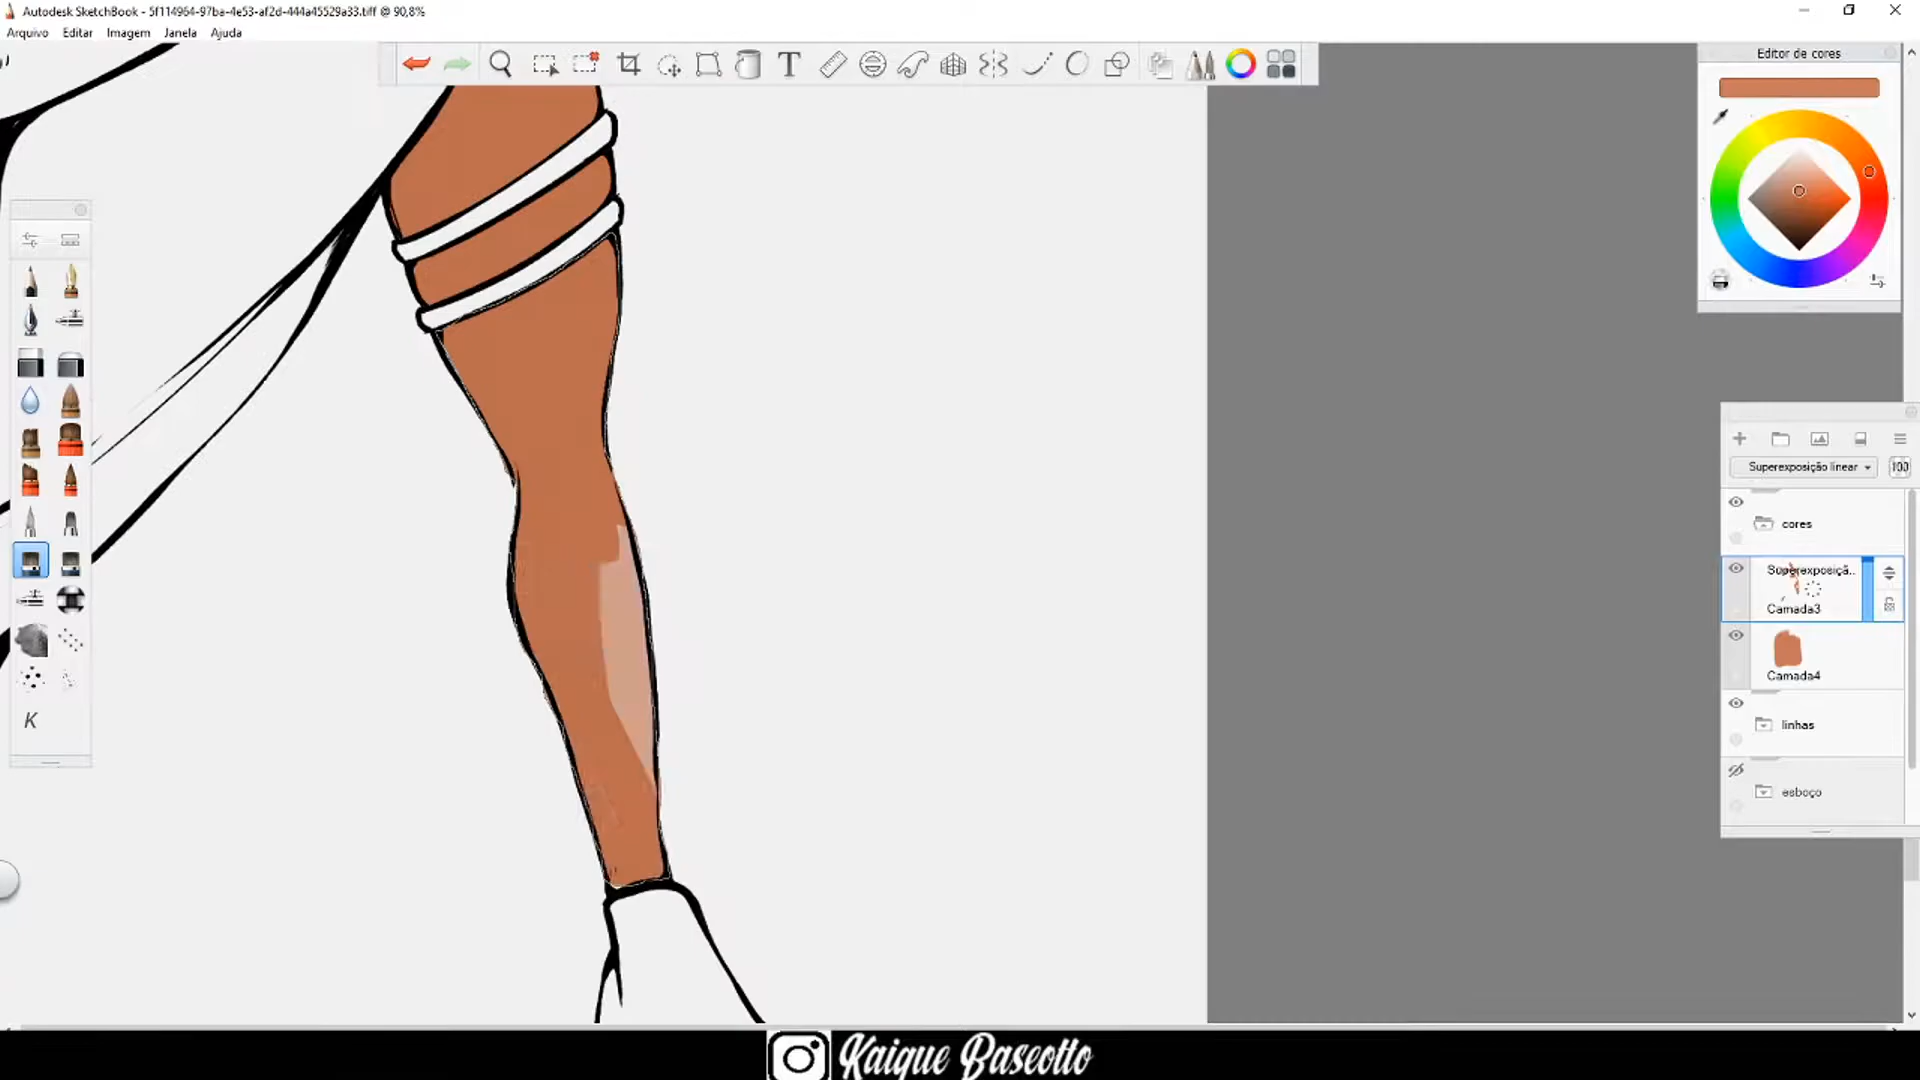 Autodesk SketchBook - 5f114964-97ba-4e53-af2d-444a45529a33.tiff @ 90,8%
Arquivo Editar Imagem Janela Ajuda
T
Editor de cores
Superexposição linear 100
cores
Superexposiçã..
Camada3
Camada4
linhas
esboço
K
Kaique Baseotto